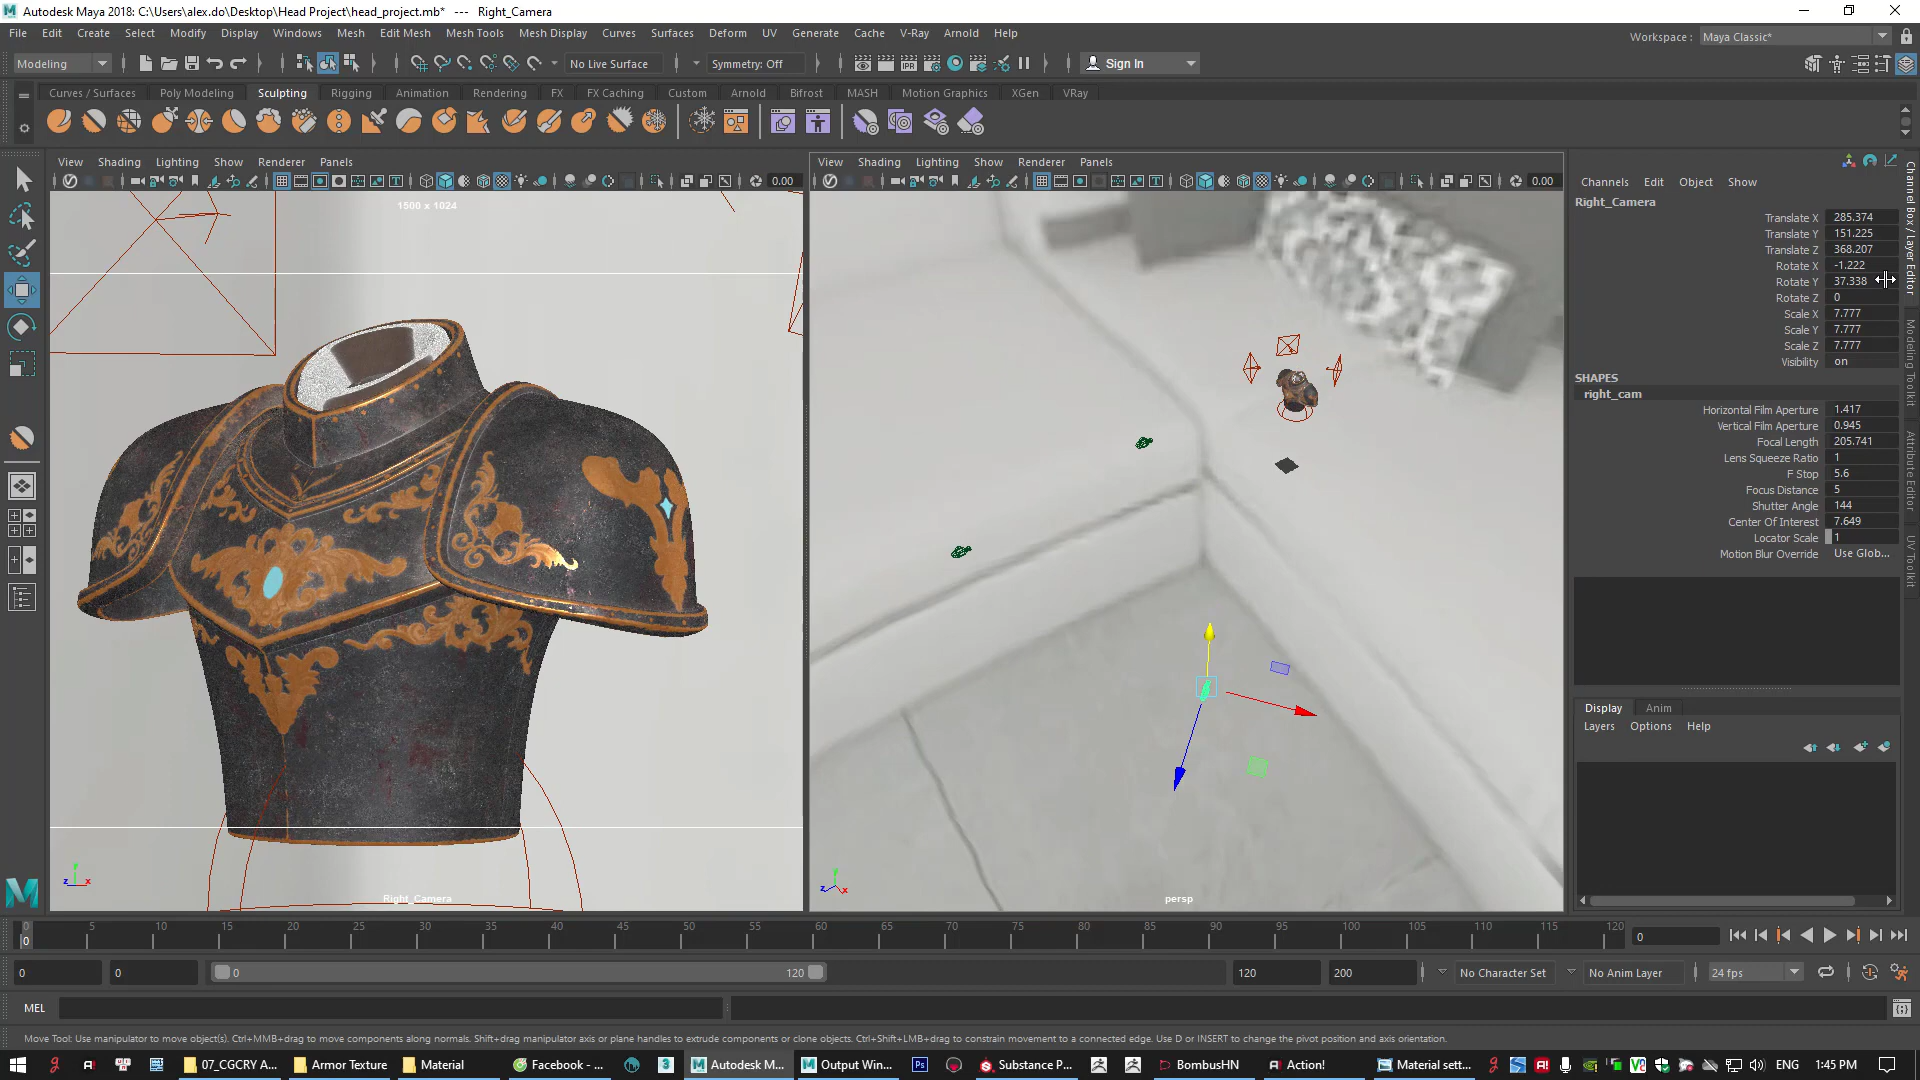 Autodesk Maya 2018: C:\Users\alex.do\Desktop\Head Project\head_project.mb* --- Right_Camera
File Edit Create Select Modify Display Windows Mesh Edit Mesh Mesh Tools Mesh Display Curves Surfaces Deform UV Generate Cache V-Ray Arnold Help
Workspace : Maya Classic*
Modeling No Live Surface Symmetry: Off Sign In
Curves / Surfaces Poly Modeling Sculpting Rigging Animation Rendering FX FX Caching Custom Arnold Bifrost MASH Motion Graphics XGen VRay
View Shading Lighting Show Renderer Panels
0.00
1500 x 1024
Right_Camera
View Shading Lighting Show Renderer Panels
0.00
persp
Channels Edit Object Show
Right_Camera
Translate X 285.374
Translate Y 151.225
Translate Z 368.207
Rotate X -1.222
Rotate Y 37.338
Rotate Z 0
Scale X 7.777
Scale Y 7.777
Scale Z 7.777
Visibility on
SHAPES
right_cam
Horizontal Film Aperture 1.417
Vertical Film Aperture 0.945
Focal Length 205.741
Lens Squeeze Ratio 1
F Stop 5.6
Focus Distance 5
Shutter Angle 144
Center Of Interest 7.649
Locator Scale 1
Motion Blur Override Use Glob...
Display Anim
Layers Options Help
Channel Box / Layer Editor
Modeling Toolkit
Attribute Editor
UV Toolkit
0 5 10 15 20 25 30 35 40 45 50 55 60 65 70 75 80 85 90 95 100 105 110 115 120
0
0
0 0 0 120 120 200 No Character Set No Anim Layer 24 fps
MEL
Move Tool: Use manipulator to move object(s). Ctrl+MMB+drag to move components along normals. Shift+drag manipulator axis or plane handles to extrude components or clone objects. Ctrl+Shift+LMB+drag to constrain movement to a connected edge. Use D or INSERT to change the pivot position and axis orientation.
07_CGCRY A... Armor Texture Material Facebook - ... Autodesk M... Output Win... Substance P... BombusHN Action! Material sett... ENG 1:45 PM